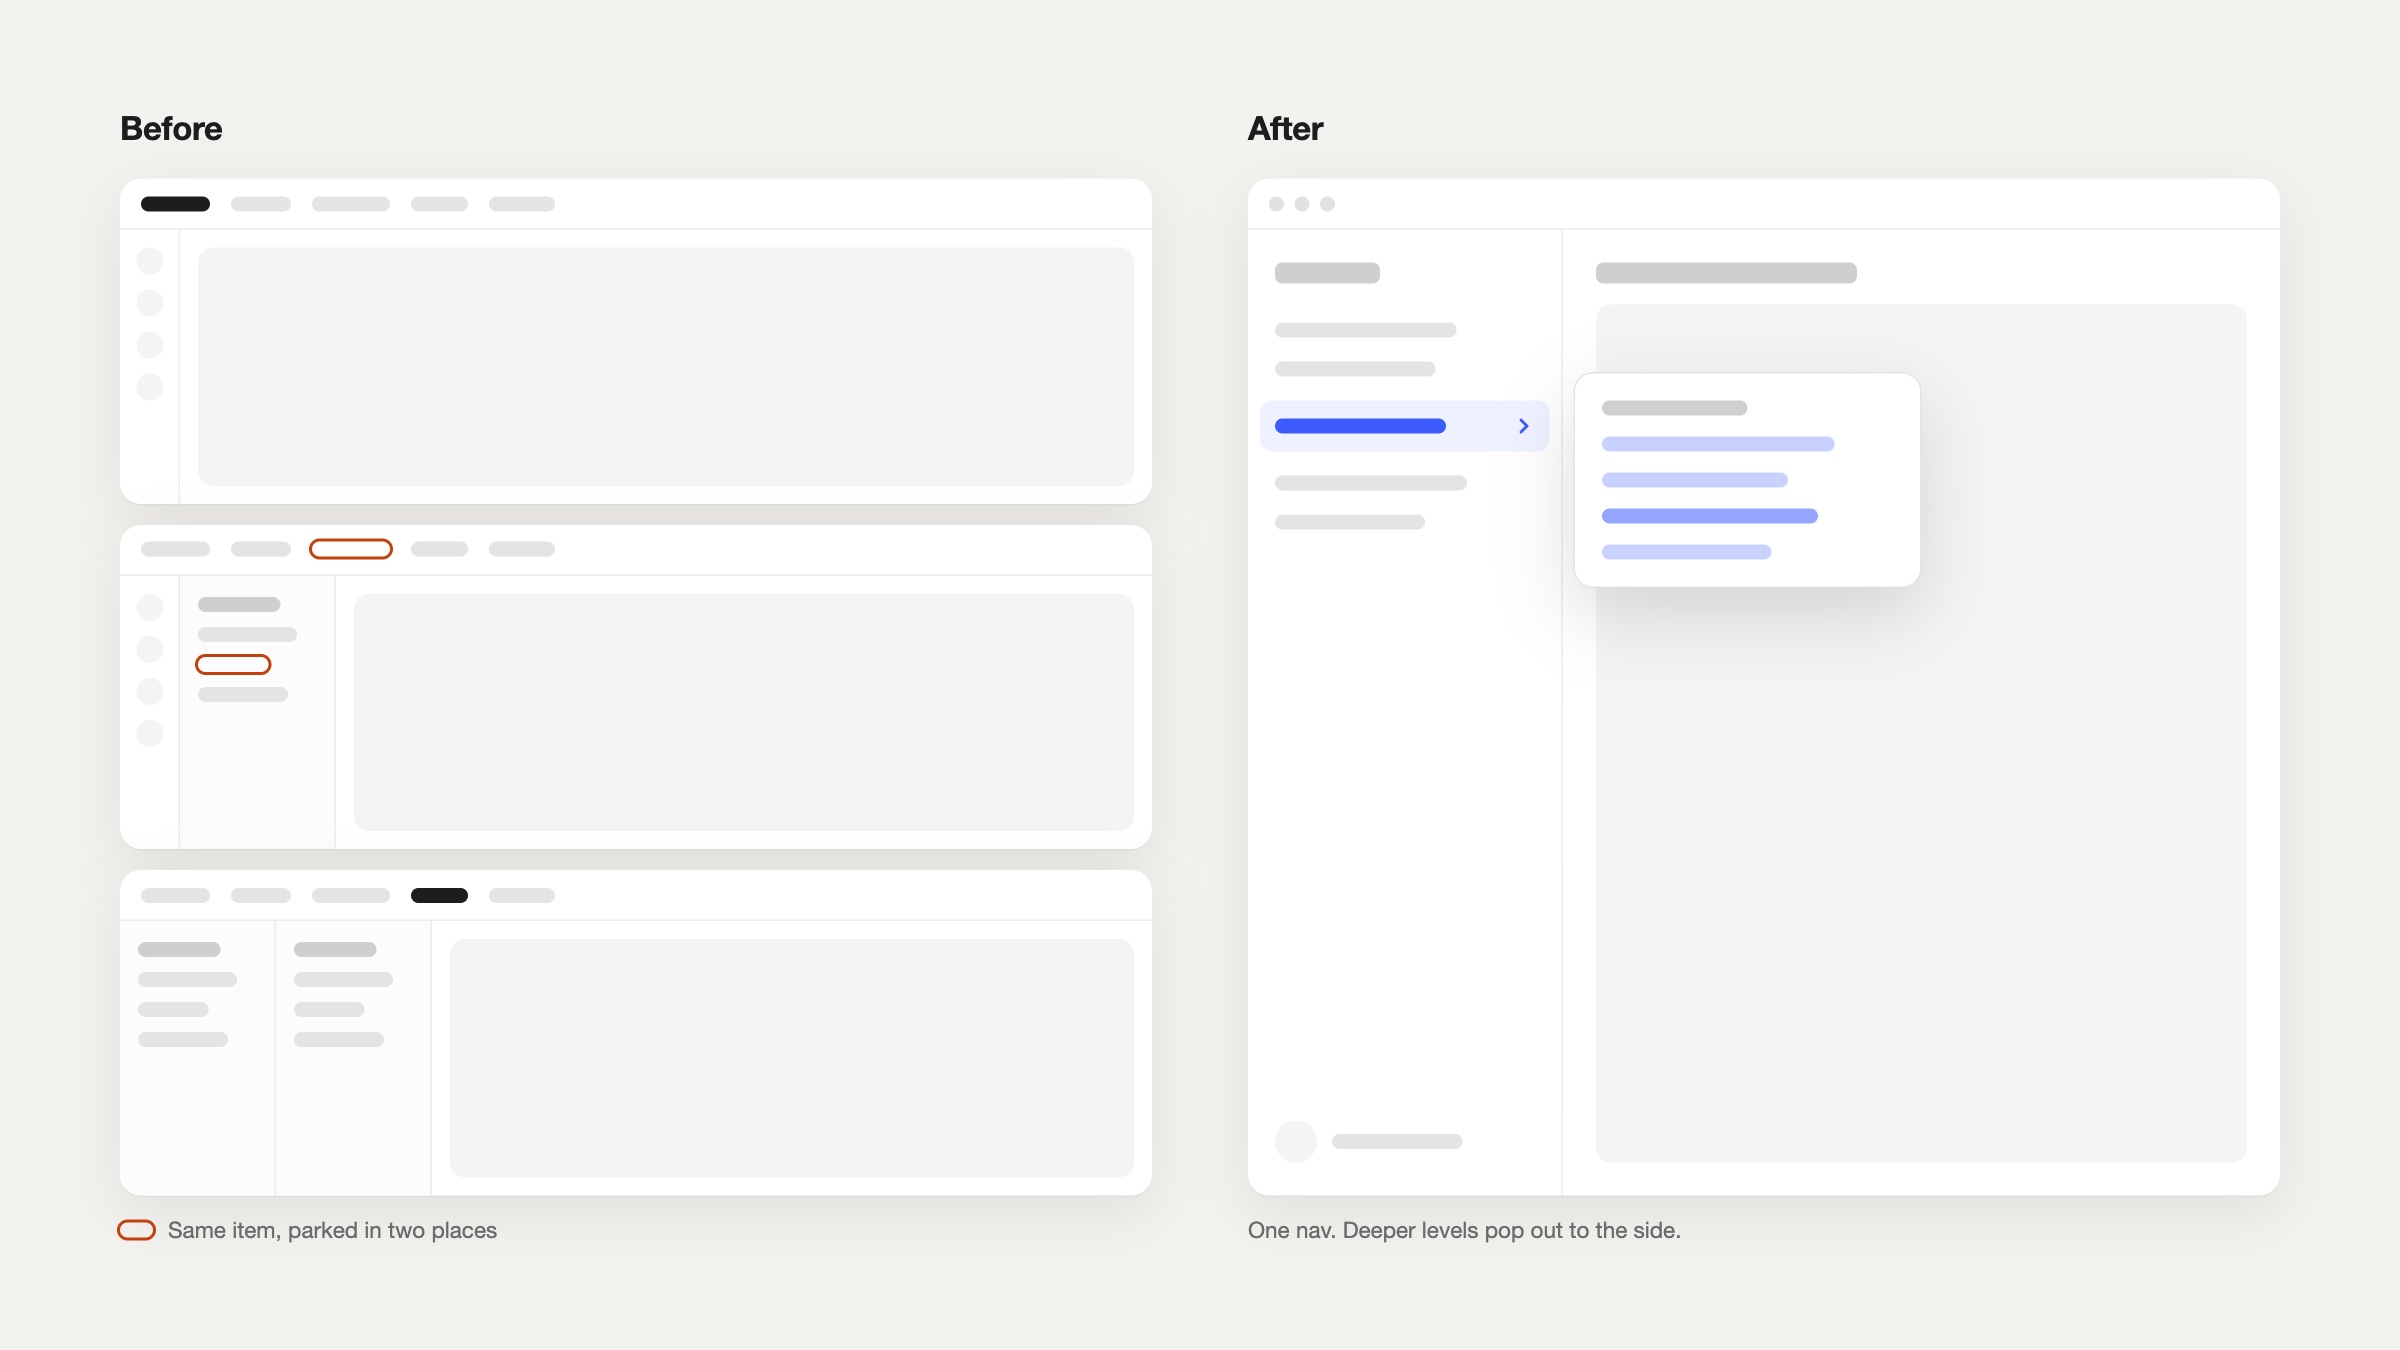 Before
After
Same item, parked in two places
One nav. Deeper levels pop out to the side.